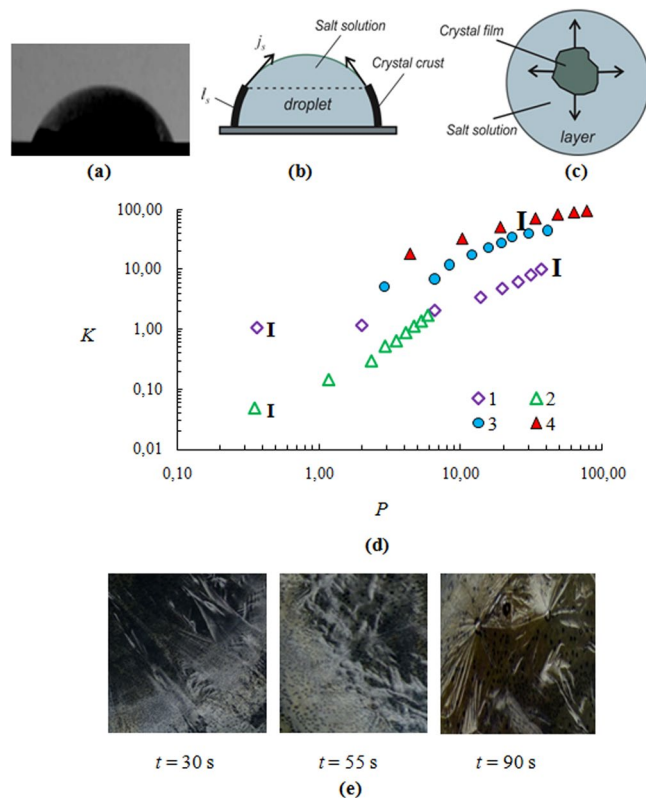 (a)
j_s
l_s
Salt solution
droplet
Crystal crust
(b)
Crystal film
Salt solution
layer
(c)
K
100,00
10,00
1,00
0,10
0,01
I
I
I
I
1
2
3
4
0,10
1,00
10,00
100,00
P
(d)
t = 30 s
t = 55 s
t = 90 s
(e)